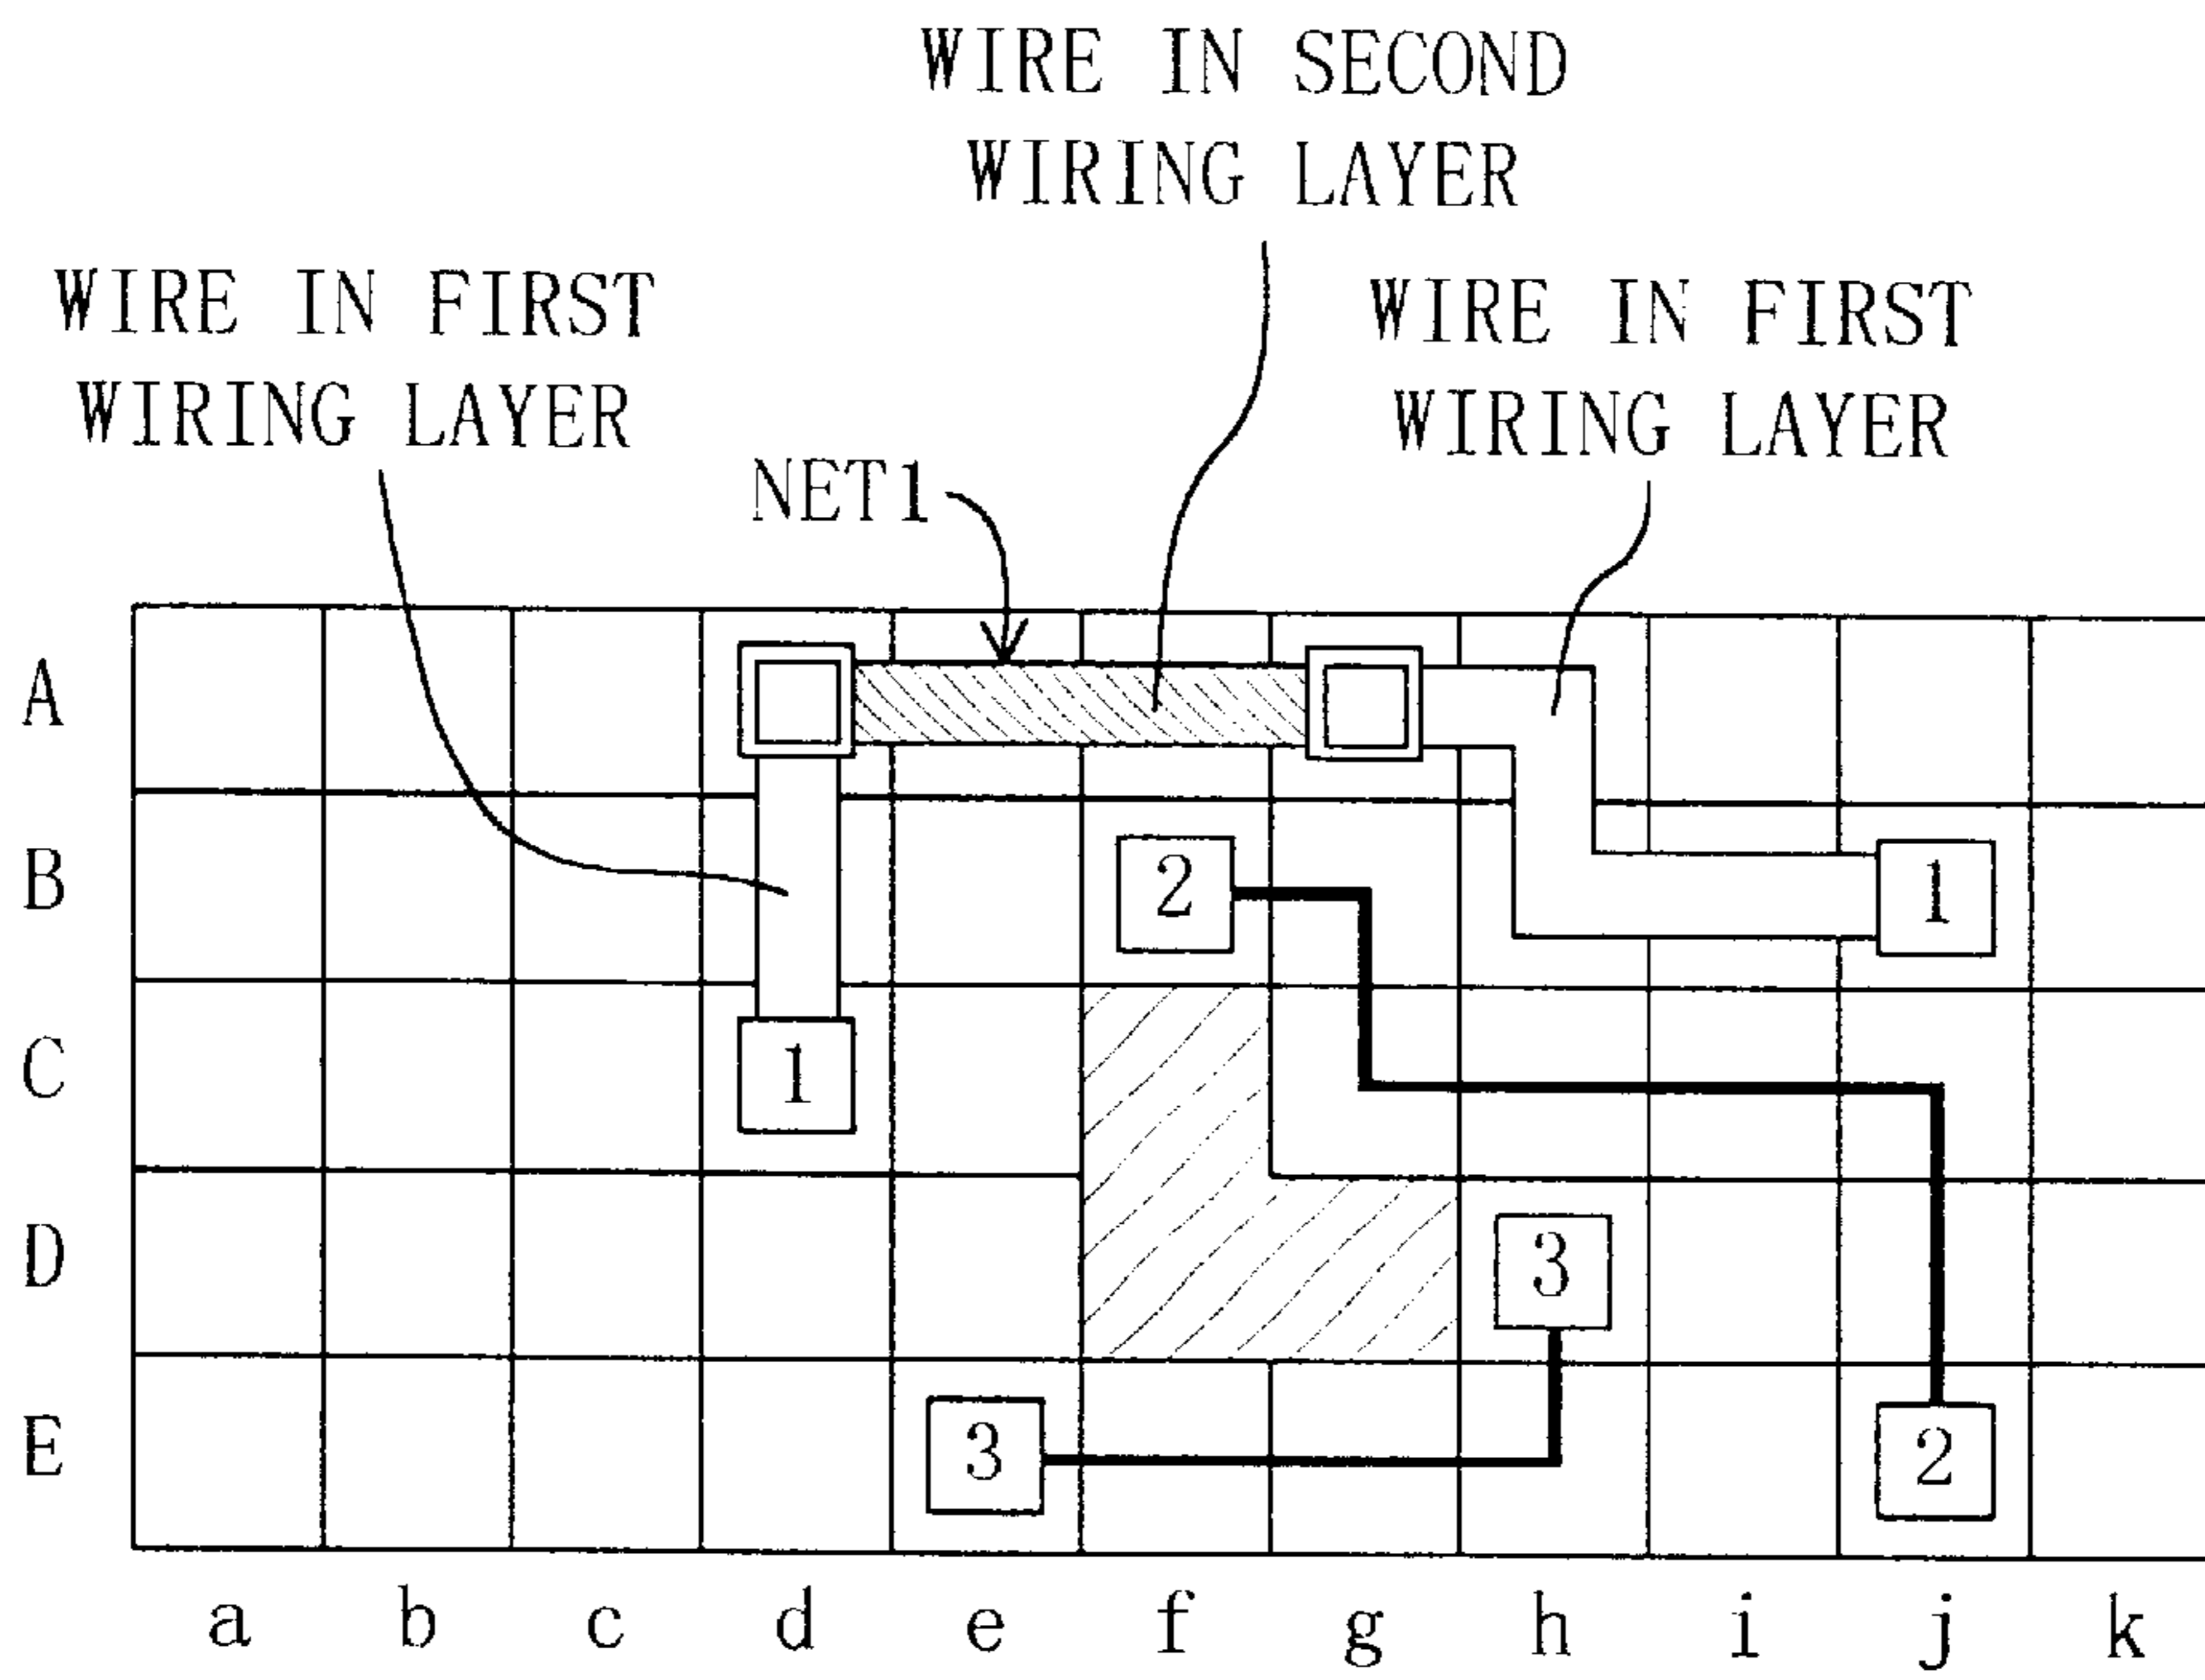 WIRE IN SECOND
WIRING LAYER
WIRE IN FIRST
WIRING LAYER
WIRE IN FIRST
WIRING LAYER
NET1
A
B
2
1
C
1
D
3
E
3
2
a b c d e f g h i j k